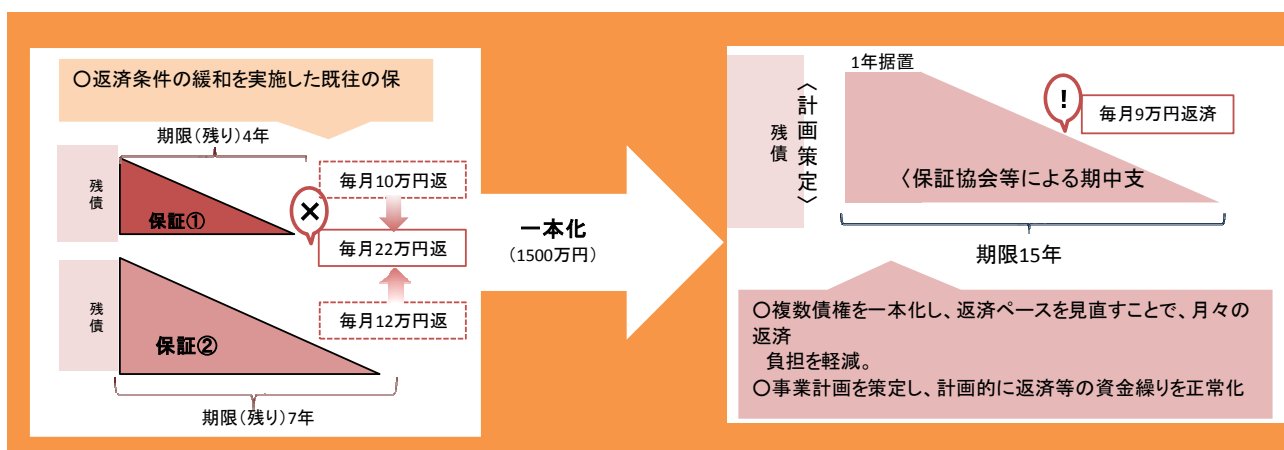 〇返済条件の緩和を実施した既往の保
期限(残り)4年
残債
保証①
×
毎月10万円返
毎月22万円返
毎月12万円返
残債
保証②
期限(残り)7年
一本化
(1500万円)
残債
〈計画策定〉
1年据置
!
毎月9万円返済
〈保証協会等による期中支
期限15年
〇複数債権を一本化し、返済ペースを見直すことで、月々の
返済
負担を軽減。
〇事業計画を策定し、計画的に返済等の資金繰りを正常化